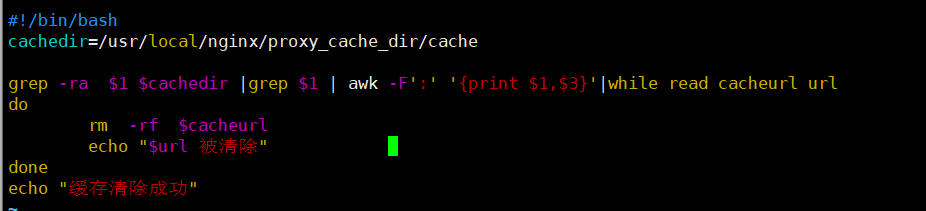 #!/bin/bash
cachedir=/usr/local/nginx/proxy_cache_dir/cache
grep -ra  $1 $cachedir |grep $1 | awk -F':' '{print $1,$3}'|while read cacheurl url
do
        rm  -rf  $cacheurl
        echo "$url 被清除"
done
echo "缓存清除成功"
~